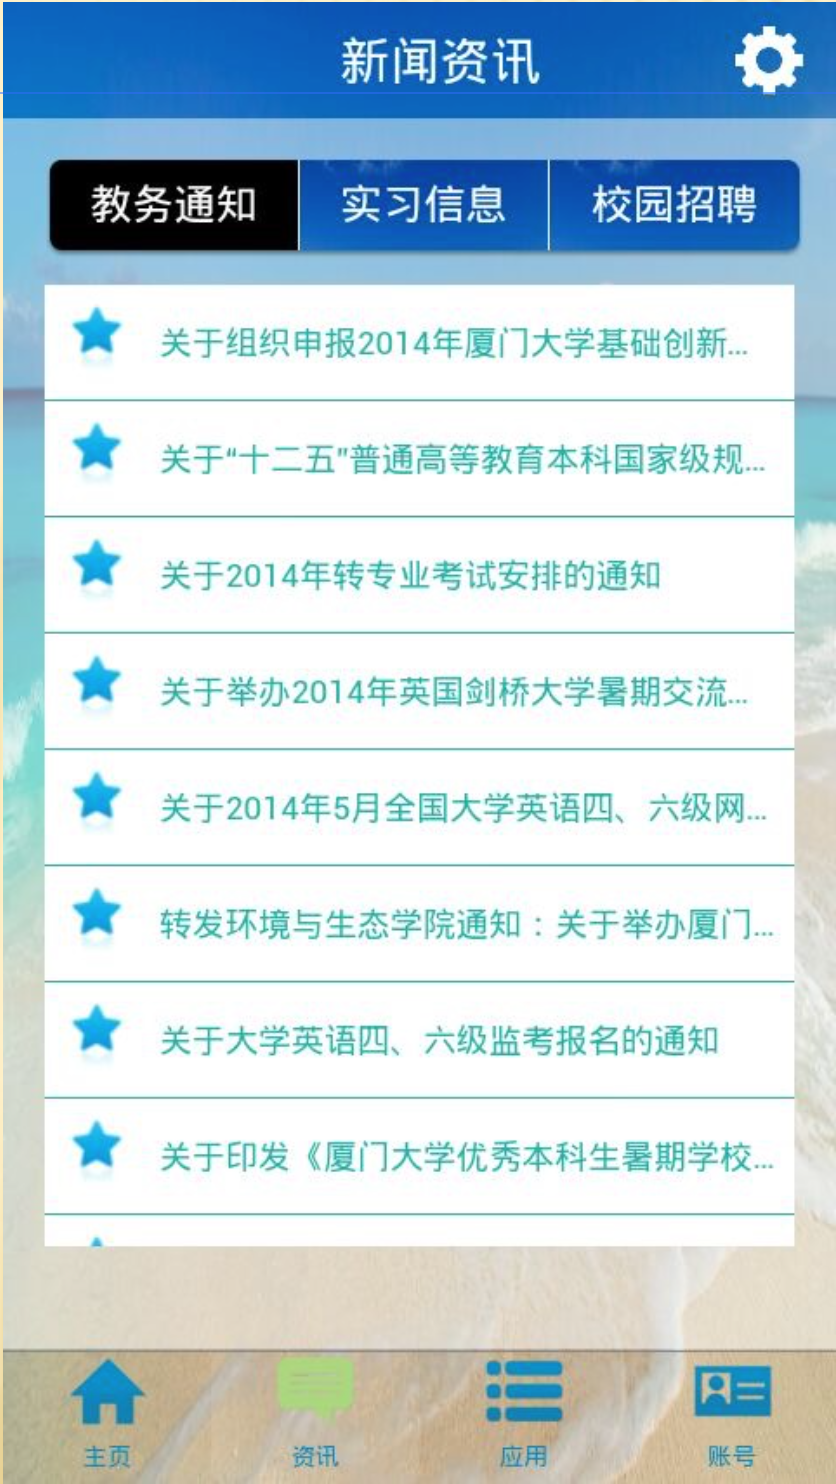 新闻资讯
教务通知 实习信息 校园招聘
关于组织申报2014年厦门大学基础创新...
关于“十二五”普通高等教育本科国家级规...
关于2014年转专业考试安排的通知
关于举办2014年英国剑桥大学暑期交流...
关于2014年5月全国大学英语四、六级网...
转发环境与生态学院通知：关于举办厦门...
关于大学英语四、六级监考报名的通知
关于印发《厦门大学优秀本科生暑期学校...
主页 资讯 应用 账号